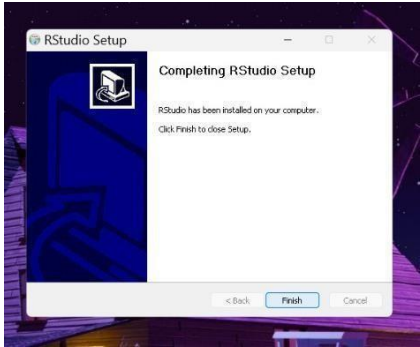 RStudio Setup
Completing RStudio Setup
RStudio has been installed on your computer.
Click Finish to close Setup.
< Back Finish Cancel